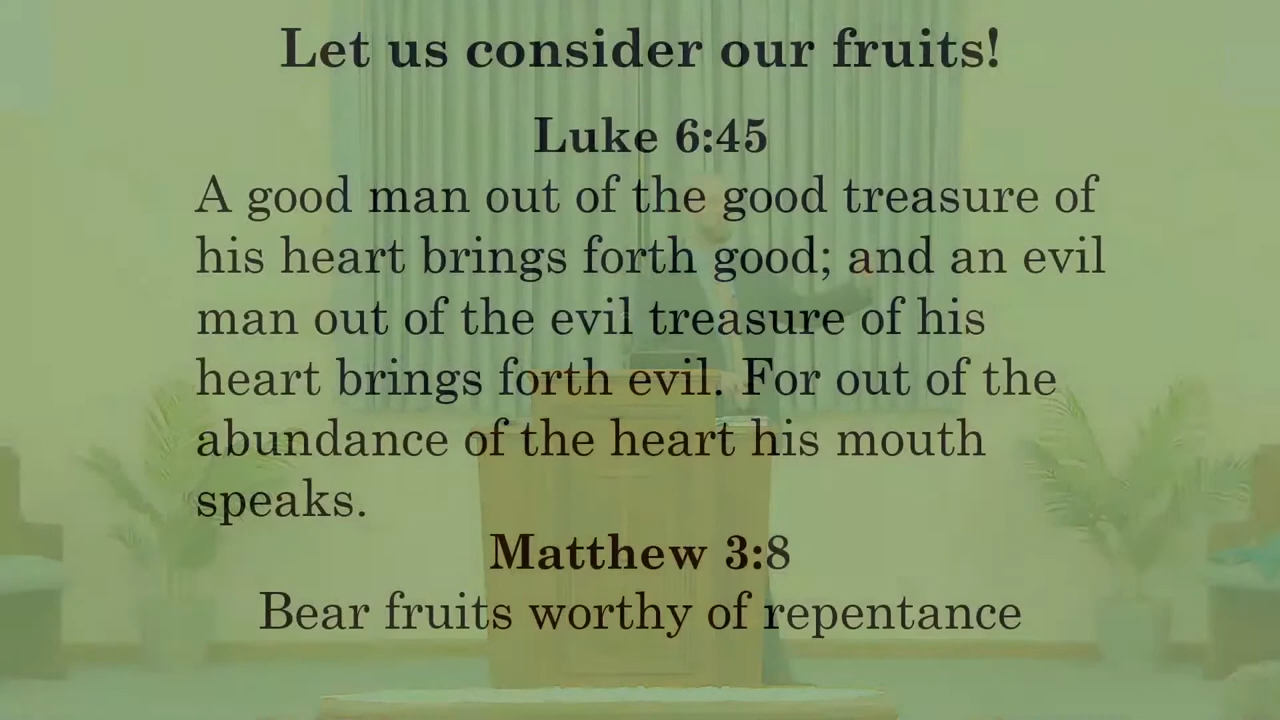 Let us consider our fruits!
Luke 6:45
A good man out of the good treasure of
his heart brings forth good; and an evil
man out of the evil treasure of his
heart brings forth evil. For out of the
abundance of the heart his mouth
speaks.
Matthew 3:8
Bear fruits worthy of repentance